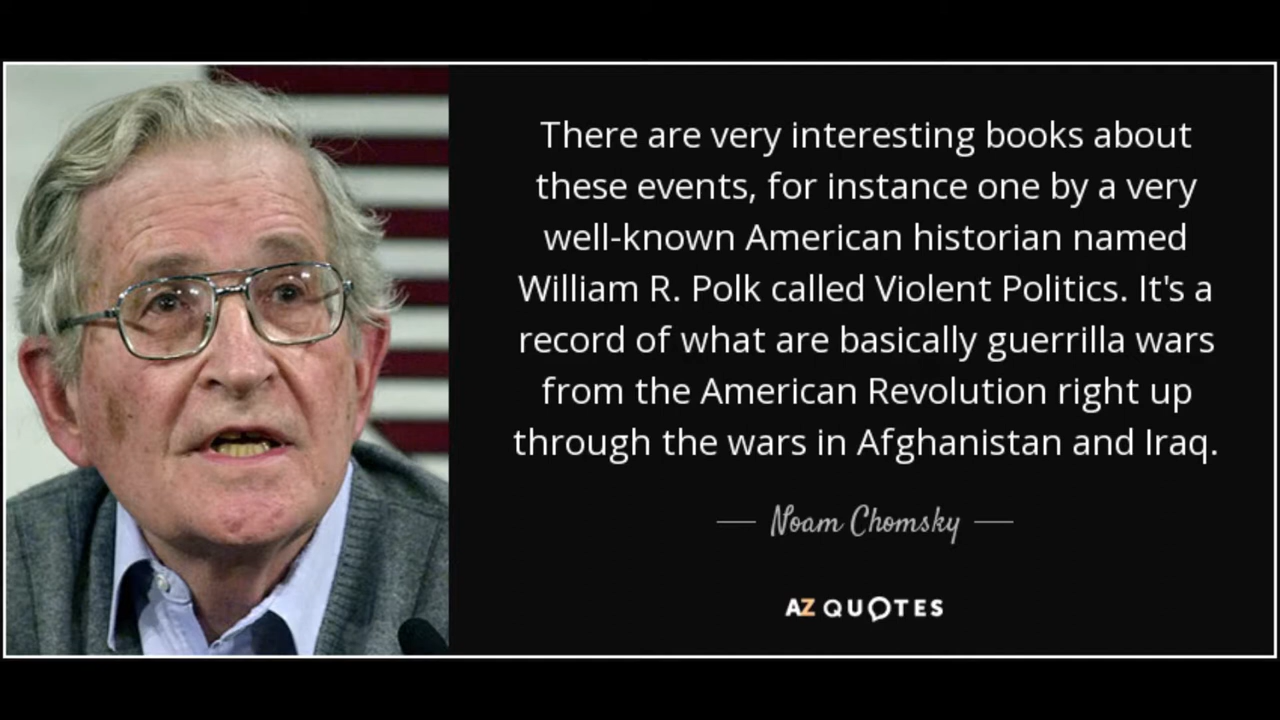 There are very interesting books about
these events, for instance one by a very
well-known American historian named
William R. Polk called Violent Politics. It's a
record of what are basically guerrilla wars
from the American Revolution right up
through the wars in Afghanistan and Iraq.
Noam Chomsky
AZ QUOTES